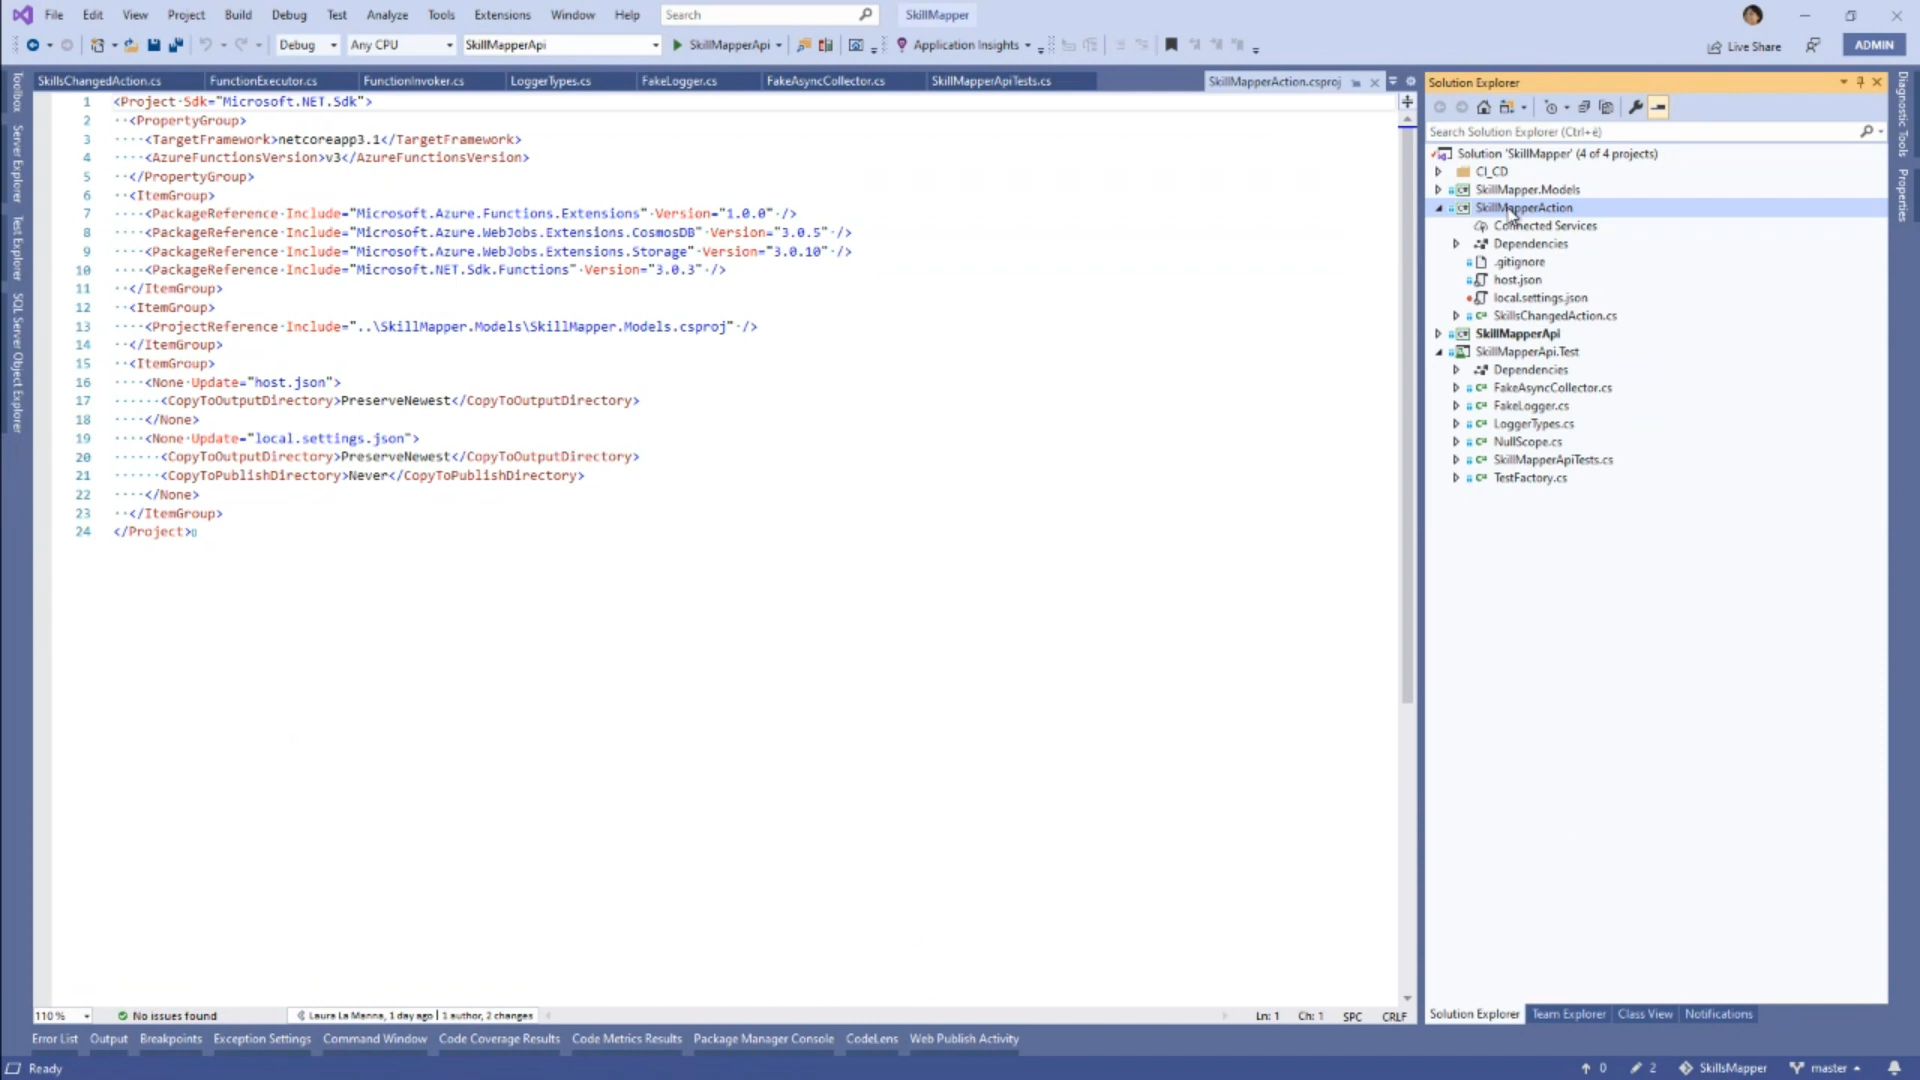 File Edit View Project Build Debug Test Analyze Tools Extensions Window Help Search SkillMapper
Debug Any CPU SkillMapperApi SkillMapperApi Application Insights Live Share ADMIN
SkillsChangedAction.cs FunctionExecutor.cs FunctionInvoker.cs LoggerTypes.cs FakeLogger.cs FakeAsyncCollector.cs SkillMapperApiTests.cs SkillMapperAction.csproj
Toolbox
Server Explorer
Test Explorer
SQL Server Object Explorer
1 <Project Sdk="Microsoft.NET.Sdk">
2 <PropertyGroup>
3 <TargetFramework>netcoreapp3.1</TargetFramework>
4 <AzureFunctionsVersion>v3</AzureFunctionsVersion>
5 </PropertyGroup>
6 <ItemGroup>
7 <PackageReference Include="Microsoft.Azure.Functions.Extensions" Version="1.0.0" />
8 <PackageReference Include="Microsoft.Azure.WebJobs.Extensions.CosmosDB" Version="3.0.5" />
9 <PackageReference Include="Microsoft.Azure.WebJobs.Extensions.Storage" Version="3.0.10" />
10 <PackageReference Include="Microsoft.NET.Sdk.Functions" Version="3.0.3" />
11 </ItemGroup>
12 <ItemGroup>
13 <ProjectReference Include="..\SkillMapper.Models\SkillMapper.Models.csproj" />
14 </ItemGroup>
15 <ItemGroup>
16 <None Update="host.json">
17 <CopyToOutputDirectory>PreserveNewest</CopyToOutputDirectory>
18 </None>
19 <None Update="local.settings.json">
20 <CopyToOutputDirectory>PreserveNewest</CopyToOutputDirectory>
21 <CopyToPublishDirectory>Never</CopyToPublishDirectory>
22 </None>
23 </ItemGroup>
24 </Project>
110 % No issues found Laura La Manna, 1 day ago | 1 author, 2 changes Ln: 1 Ch: 1 SPC CRLF
Solution Explorer
Search Solution Explorer (Ctrl+è)
Solution 'SkillMapper' (4 of 4 projects)
CI_CD
SkillMapper.Models
SkillMapperAction
Connected Services
Dependencies
.gitignore
host.json
local.settings.json
C# SkillsChangedAction.cs
SkillMapperApi
SkillMapperApi.Test
Dependencies
C# FakeAsyncCollector.cs
C# FakeLogger.cs
C# LoggerTypes.cs
C# NullScope.cs
C# SkillMapperApiTests.cs
C# TestFactory.cs
Solution Explorer Team Explorer Class View Notifications
Diagnostic Tools
Properties
Error List Output Breakpoints Exception Settings Command Window Code Coverage Results Code Metrics Results Package Manager Console CodeLens Web Publish Activity
Ready 0 2 SkillsMapper master